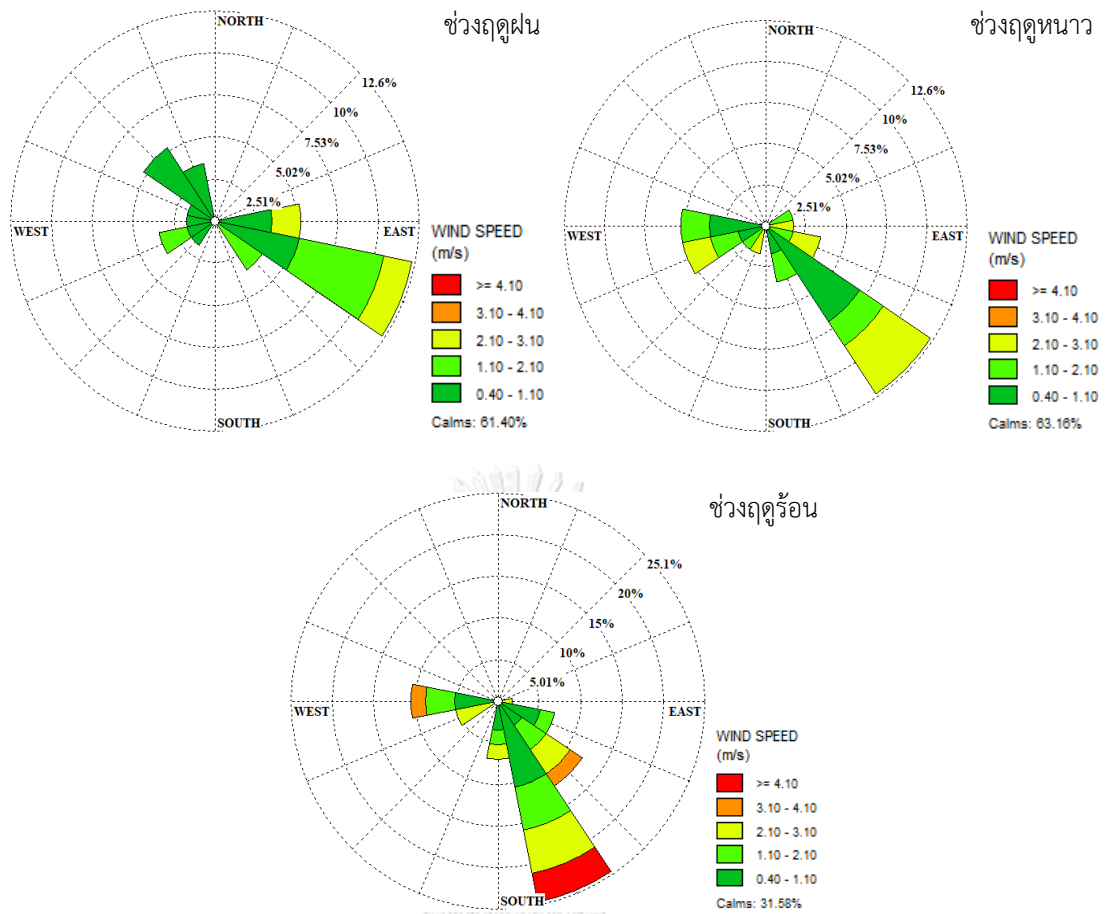 ช่วงฤดูฝน
NORTH
12.6%
10%
7.53%
5.02%
2.51%
WEST
EAST
SOUTH
WIND SPEED
(m/s)
>= 4.10
3.10 - 4.10
2.10 - 3.10
1.10 - 2.10
0.40 - 1.10
Calms: 61.40%
ช่วงฤดูหนาว
NORTH
12.6%
10%
7.53%
5.02%
2.51%
WEST
EAST
SOUTH
WIND SPEED
(m/s)
>= 4.10
3.10 - 4.10
2.10 - 3.10
1.10 - 2.10
0.40 - 1.10
Calms: 63.16%
ช่วงฤดูร้อน
NORTH
25.1%
20%
15%
10%
5.01%
WEST
EAST
SOUTH
WIND SPEED
(m/s)
>= 4.10
3.10 - 4.10
2.10 - 3.10
1.10 - 2.10
0.40 - 1.10
Calms: 31.58%